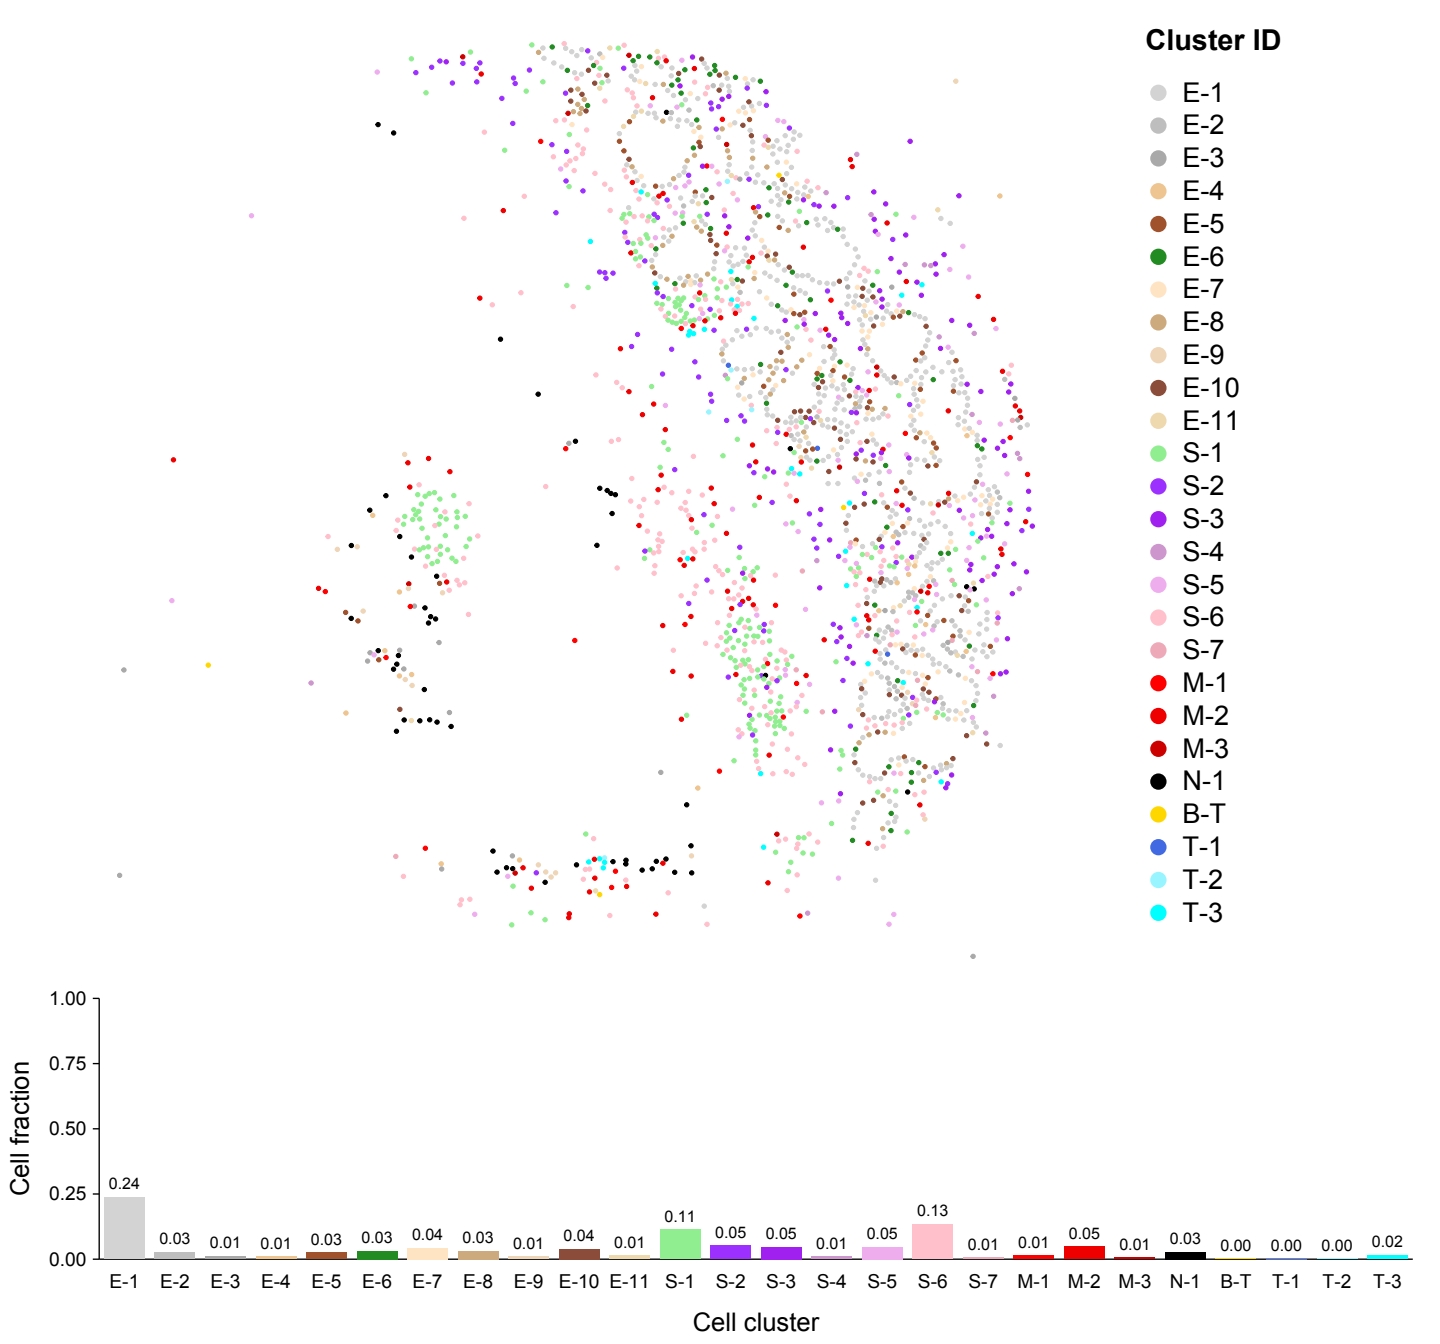 Cluster ID
E-1
E-2
E-3
E-4
E-5
E-6
E-7
E-8
E-9
E-10
E-11
S-1
S-2
S-3
S-4
S-5
S-6
S-7
M-1
M-2
M-3
N-1
B-T
T-1
T-2
T-3
1.00
0.75
0.50
0.25
0.00
Cell fraction
0.24 0.03 0.01 0.01 0.03 0.03 0.04 0.03 0.01 0.04 0.01 0.11 0.05 0.05 0.01 0.05 0.13 0.01 0.01 0.05 0.01 0.03 0.00 0.00 0.00 0.02
E-1 E-2 E-3 E-4 E-5 E-6 E-7 E-8 E-9 E-10 E-11 S-1 S-2 S-3 S-4 S-5 S-6 S-7 M-1 M-2 M-3 N-1 B-T T-1 T-2 T-3
Cell cluster